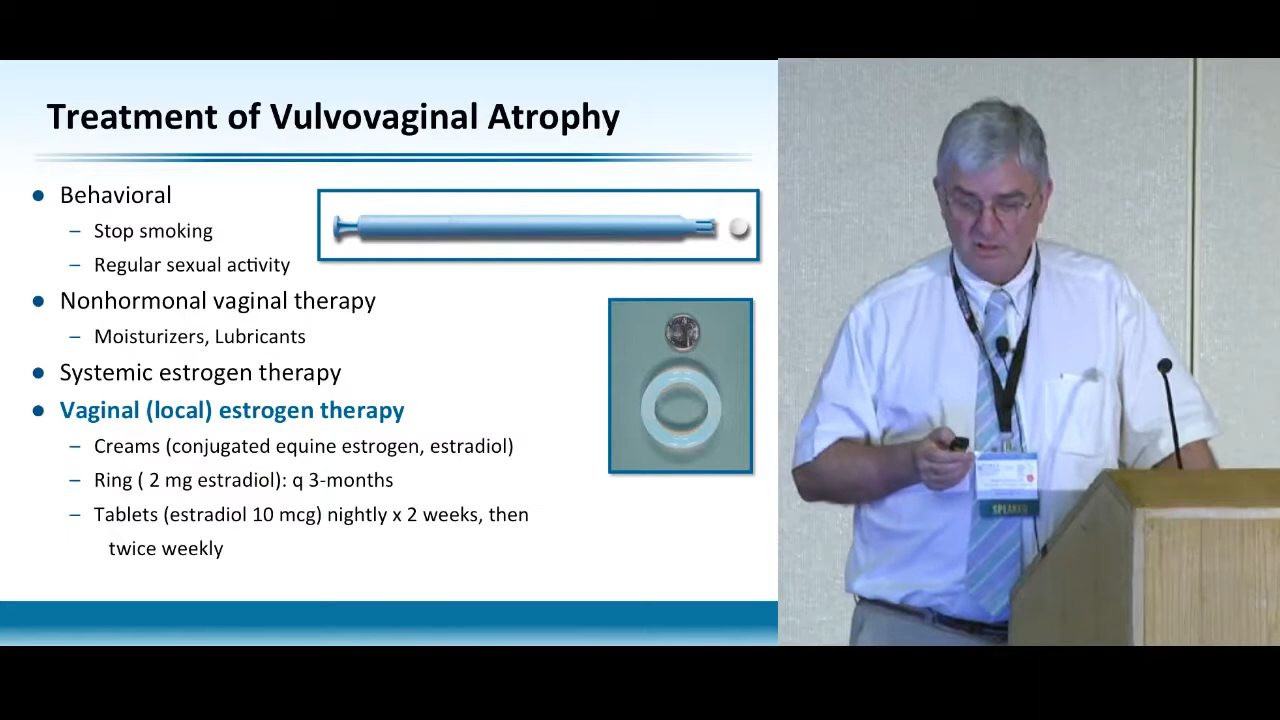 Treatment of Vulvovaginal Atrophy
● Behavioral
– Stop smoking
– Regular sexual activity
● Nonhormonal vaginal therapy
– Moisturizers, Lubricants
● Systemic estrogen therapy
● Vaginal (local) estrogen therapy
– Creams (conjugated equine estrogen, estradiol)
– Ring ( 2 mg estradiol): q 3-months
– Tablets (estradiol 10 mcg) nightly x 2 weeks, then
twice weekly
SPEAKER